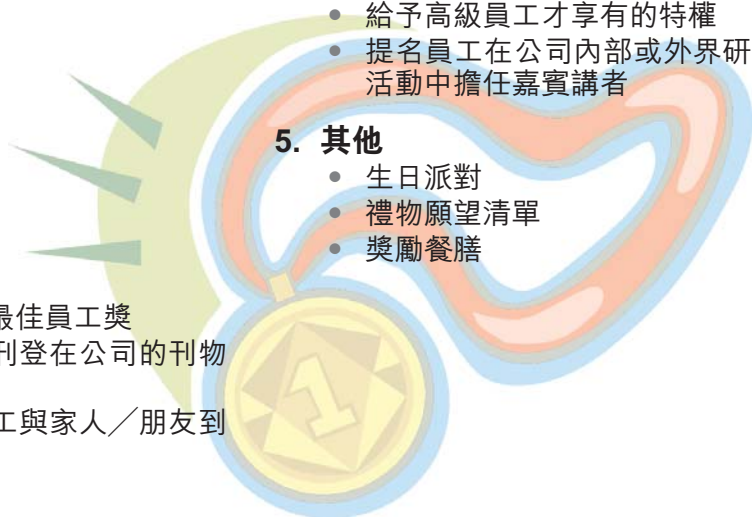 最佳員工獎
刊登在公司的刊物
工與家人／朋友到
• 給予高級員工才享有的特權
• 提名員工在公司內部或外界研
活動中擔任嘉賓講者
5. 其他
• 生日派對
• 禮物願望清單
• 獎勵餐膳
1